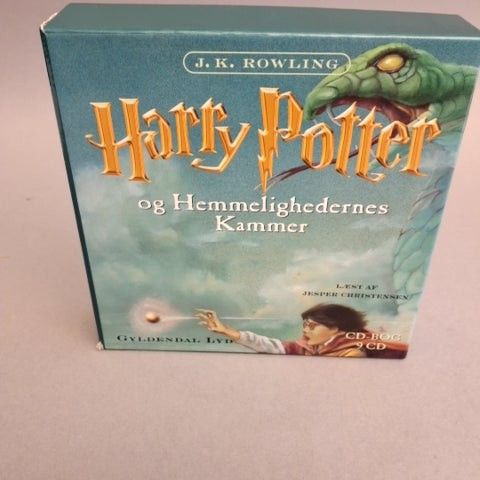 J. K. ROWLING
Harry Potter
og Hemmelighedernes
Kammer
LÆST AF
JESPER CHRISTENSEN
GYLDENDAL LYD
CD-BOG
9 CD